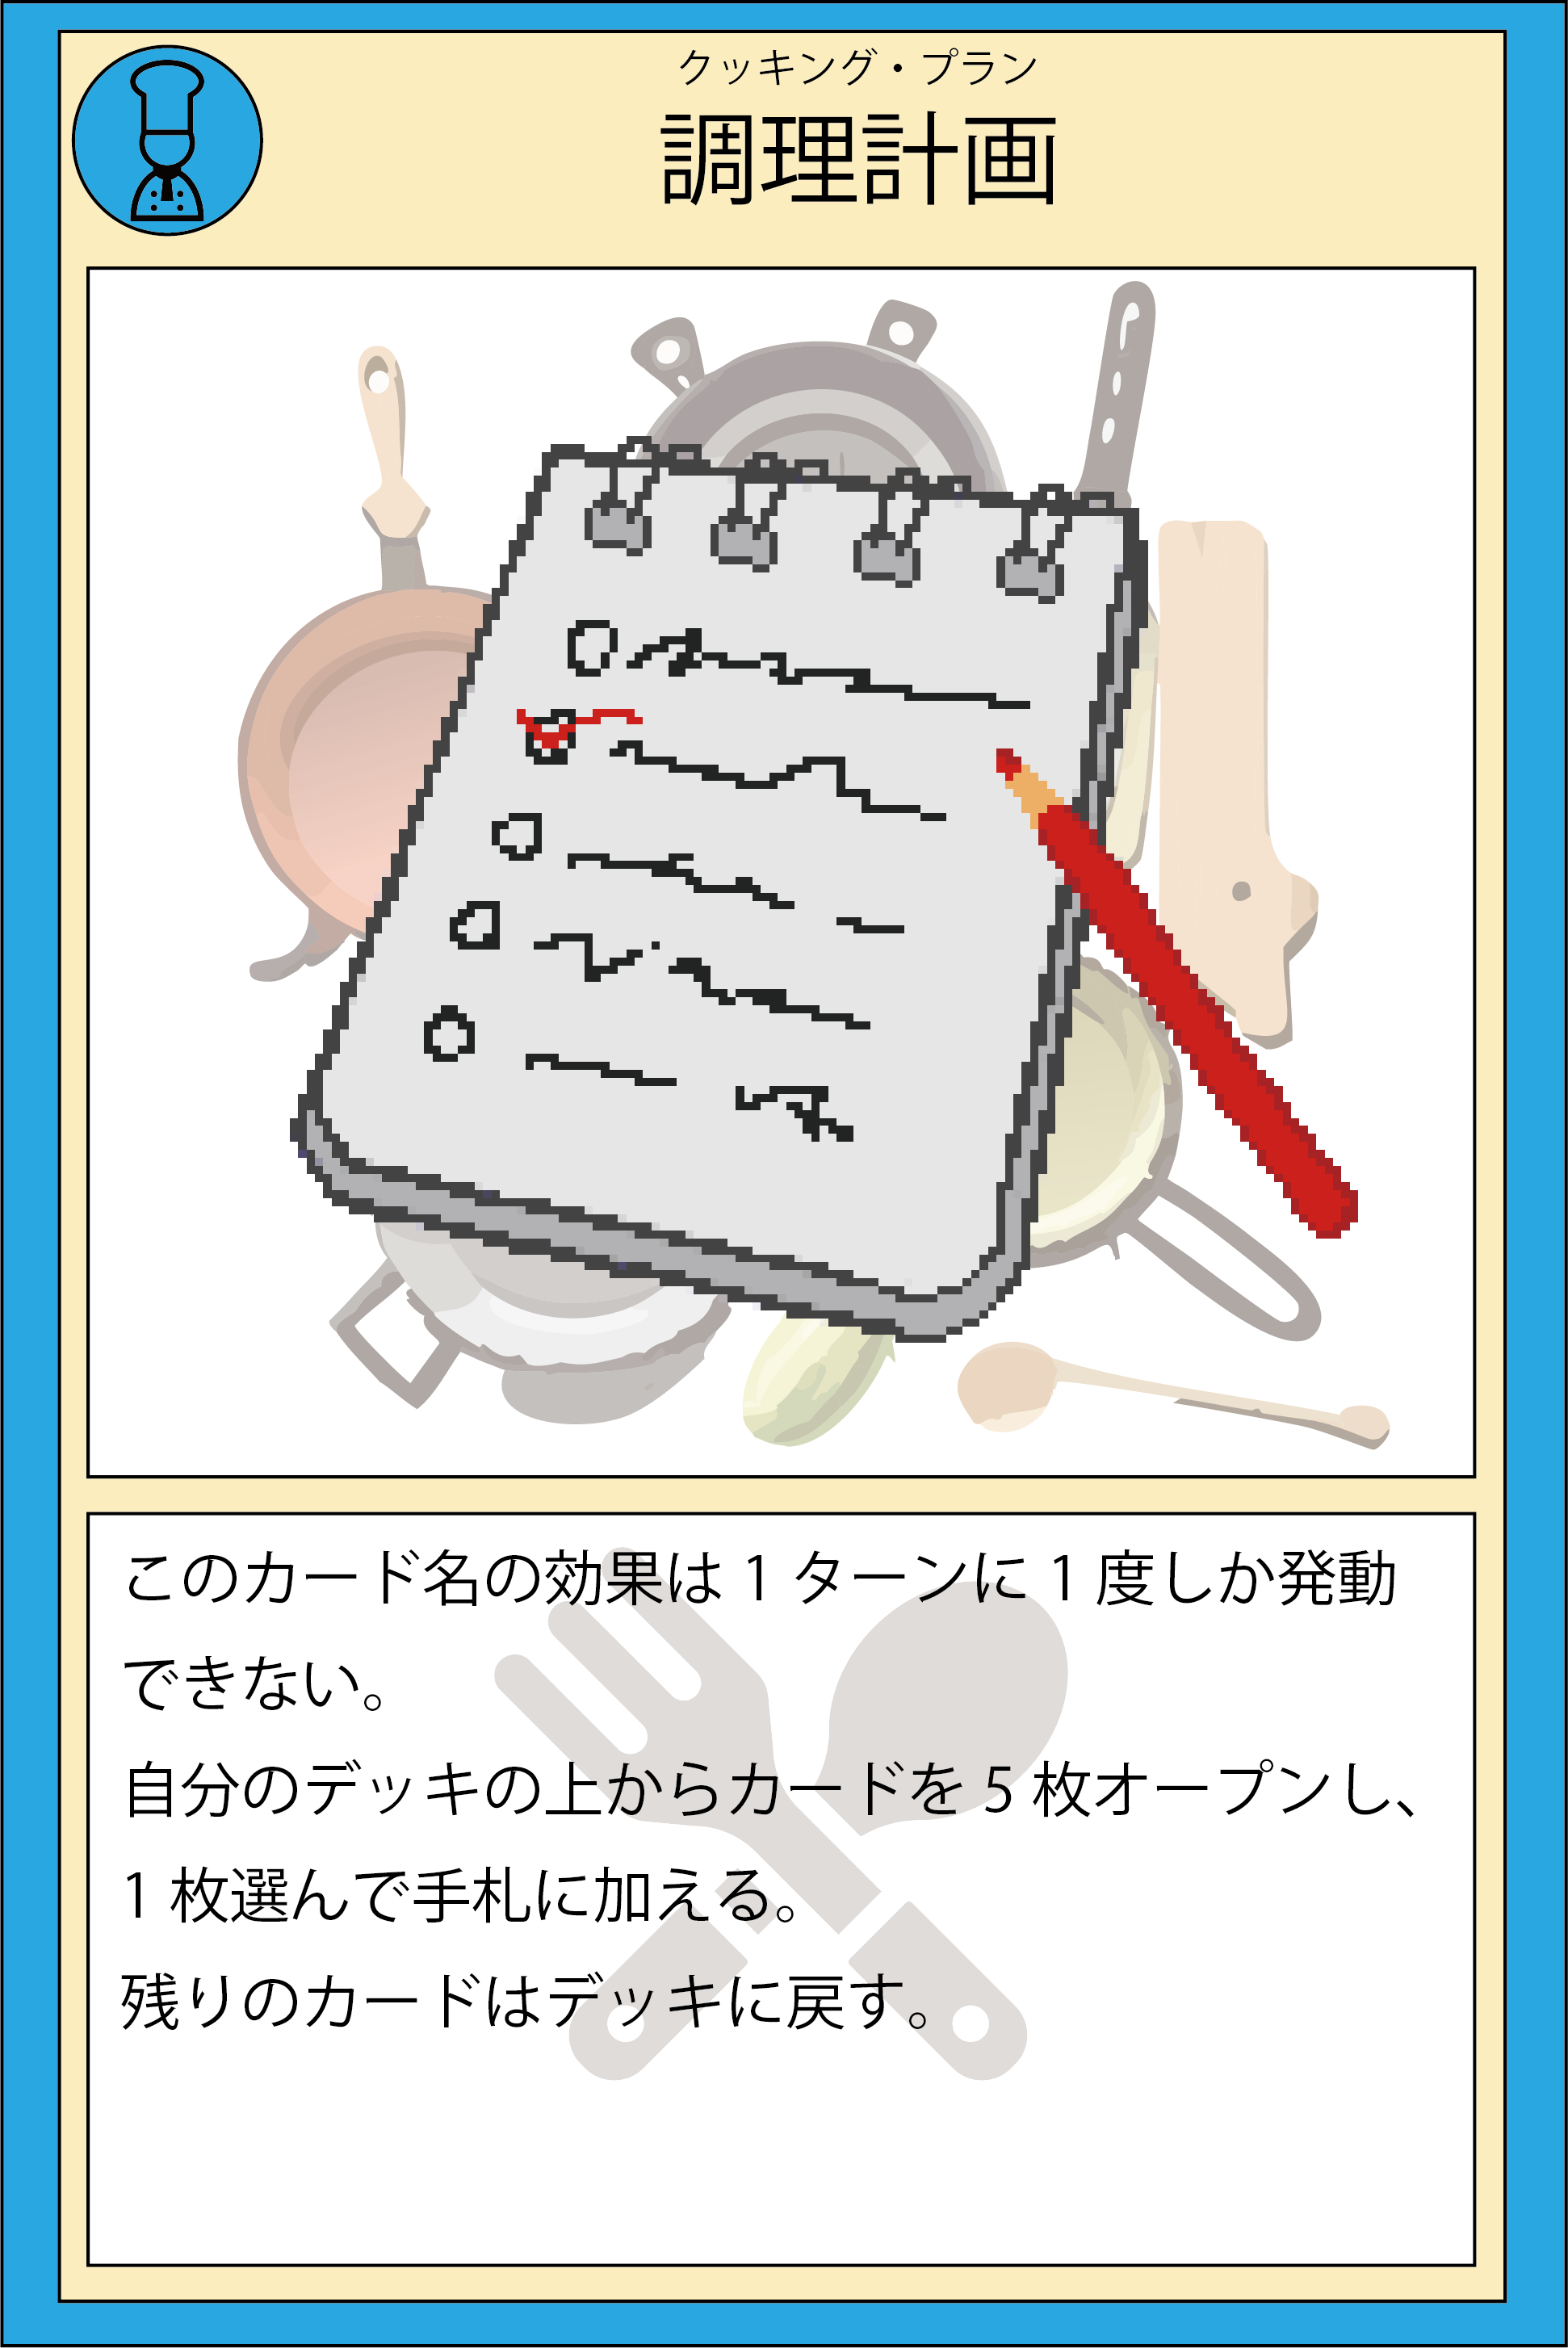 クッキング・プラン
調理計画
このカード名の効果は 1 ターンに 1 度しか発動
できない。
自分のデッキの上からカードを 5 枚オープンし、
1 枚選んで手札に加える。
残りのカードはデッキに戻す。